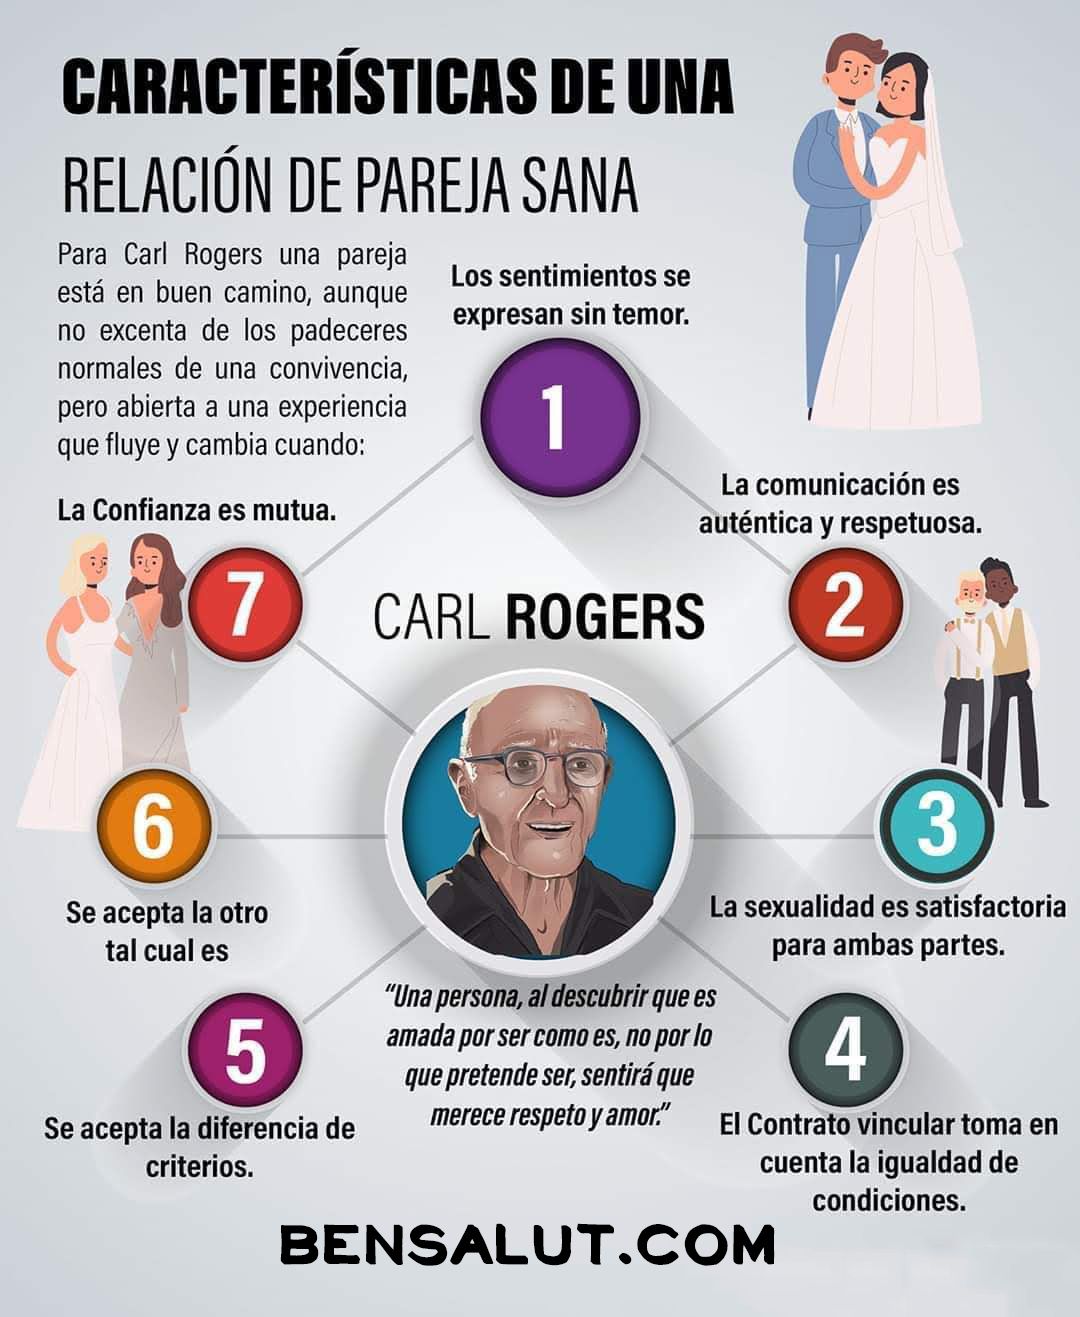 CARACTERÍSTICAS DE UNA
RELACIÓN DE PAREJA SANA
Para Carl Rogers una pareja
está en buen camino, aunque
no excenta de los padeceres
normales de una convivencia,
pero abierta a una experiencia
que fluye y cambia cuando:
Los sentimientos se
expresan sin temor.
1
La comunicación es
auténtica y respetuosa.
2
La sexualidad es satisfactoria
para ambas partes.
3
El Contrato vincular toma en
cuenta la igualdad de
condiciones.
4
Se acepta la diferencia de
criterios.
5
Se acepta la otro
tal cual es
6
La Confianza es mutua.
7
CARL ROGERS
“Una persona, al descubrir que es
amada por ser como es, no por lo
que pretende ser, sentirá que
merece respeto y amor.”
BENSALUT.COM